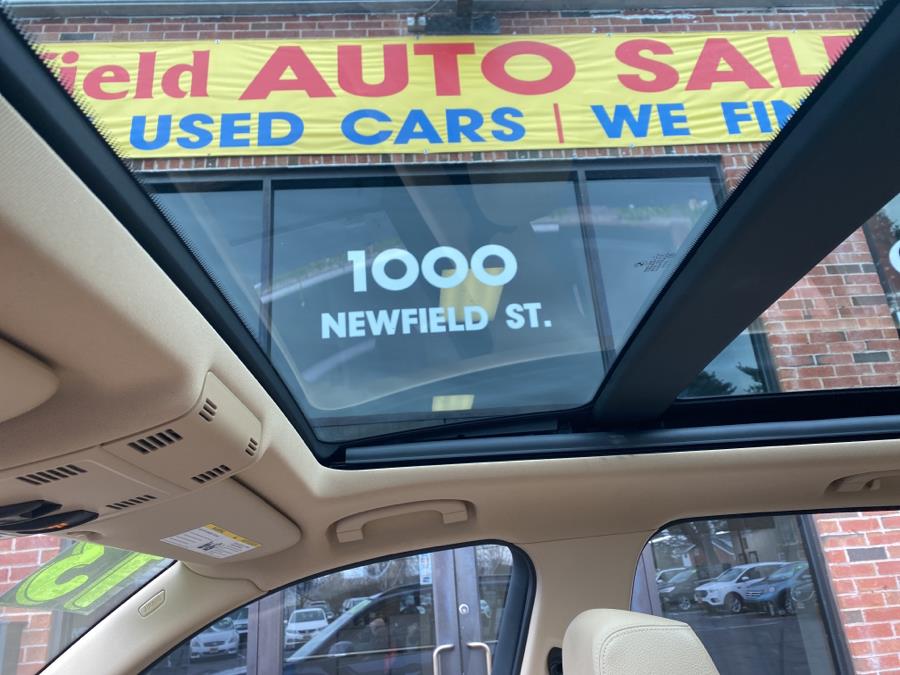 field AUTO SAL
USED CARS | WE FIN
1000
NEWFIELD ST.